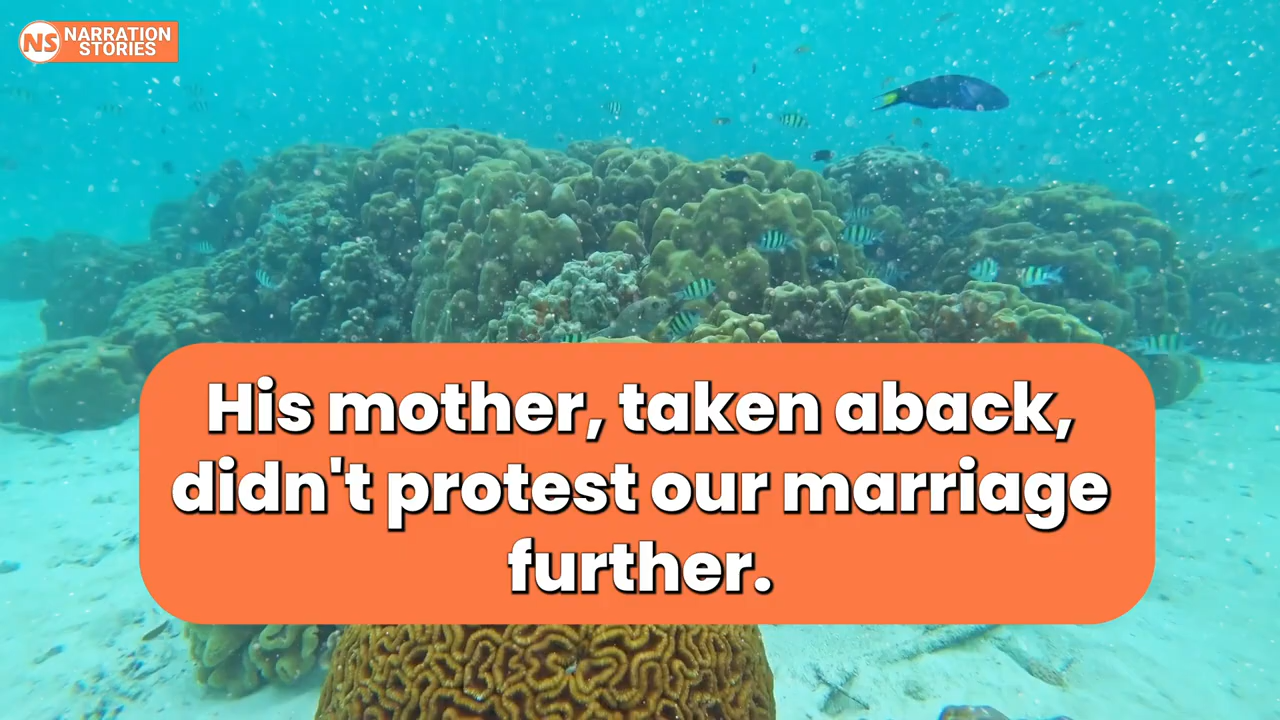 NS NARRATION
STORIES
His mother, taken aback,
didn't protest our marriage
further.